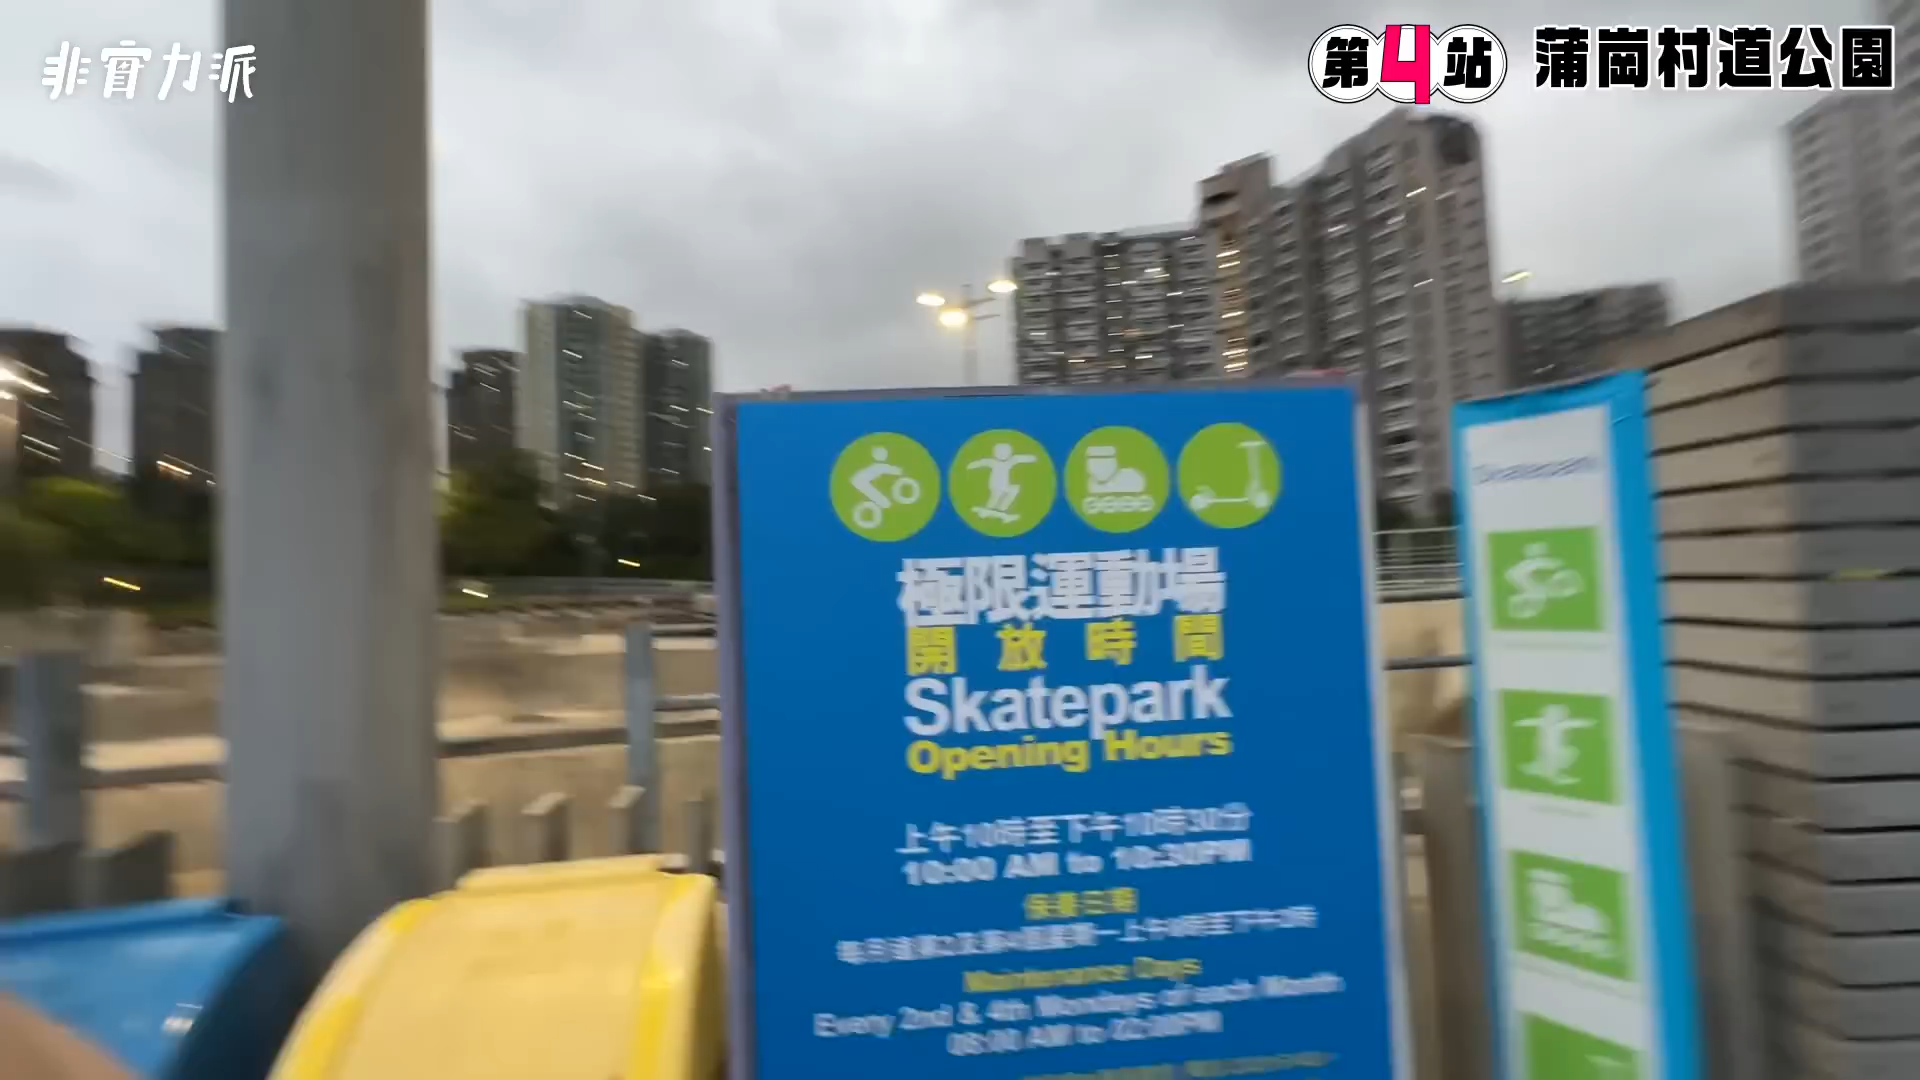 非實力派
第4站 蒲崗村道公園
極限運動場
開放時間
Skatepark
Opening Hours
上午10時至下午10時30分
10:00 AM to 10:30PM
保養日期
Maintenance Days
Every 2nd & 4th Mondays of each Month
Skatepark